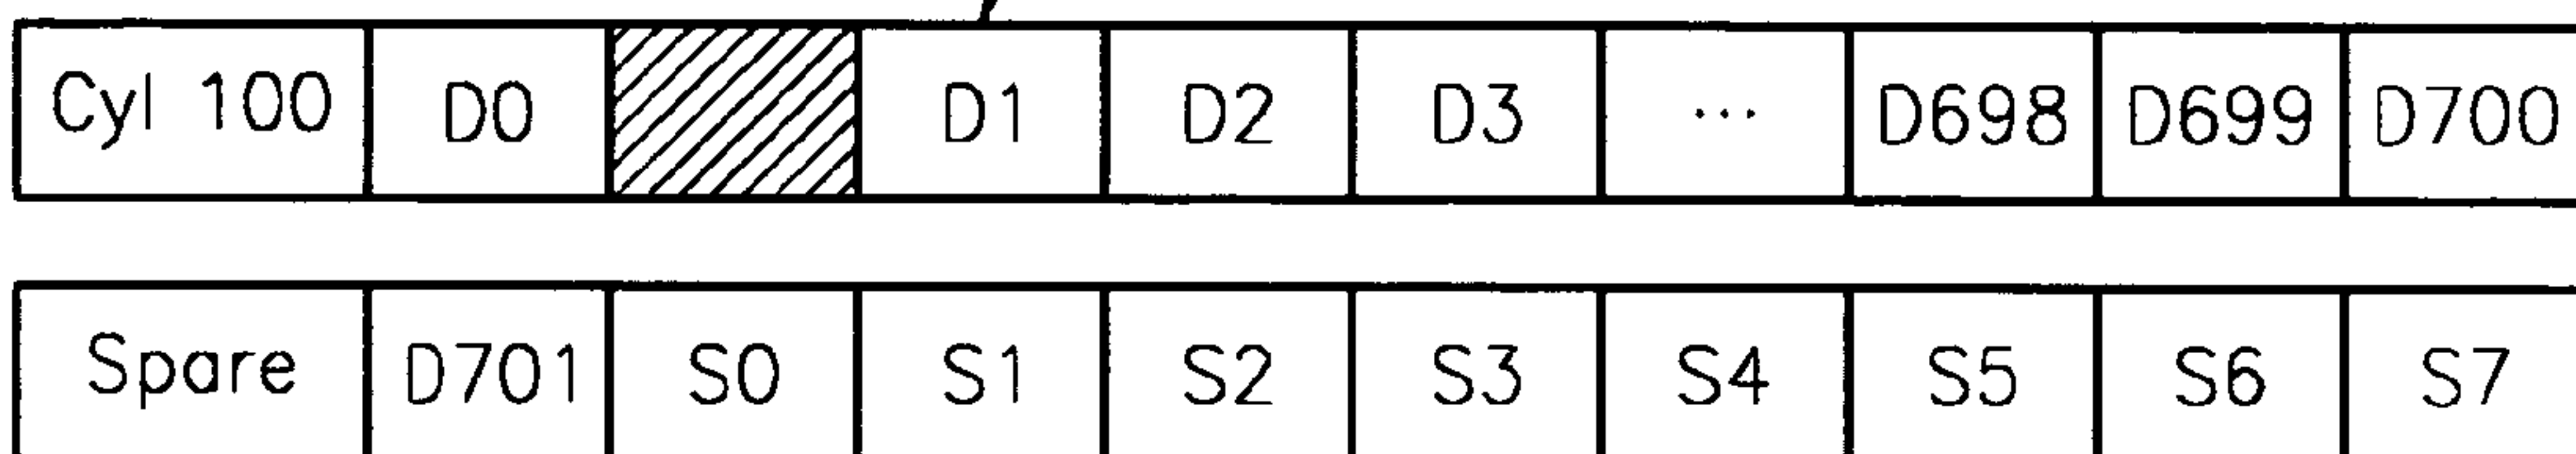 Cyl 100 D0 D1 D2 D3 ... D698 D699 D700
Spare D701 S0 S1 S2 S3 S4 S5 S6 S7